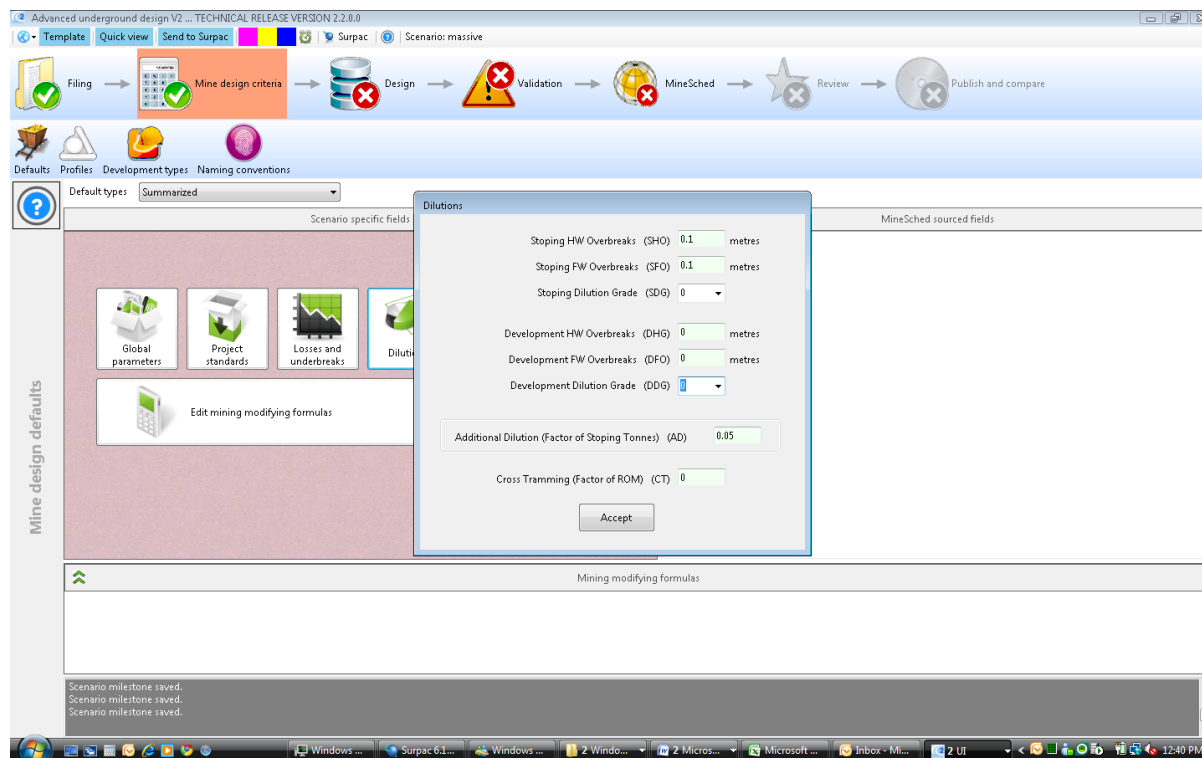 Advanced underground design V2 ... TECHNICAL RELEASE VERSION 2.2.0.0
Template Quick view Send to Surpac Surpac Scenario: massive
Filing Mine design criteria Design Validation MineSched Review Publish and compare
Defaults Profiles Development types Naming conventions
Default types Summarized
Scenario specific fields
MineSched sourced fields
Global parameters
Project standards
Losses and underbreaks
Edit mining modifying formulas
Mine design defaults
Dilutions
Stoping HW Overbreaks (SHO) 0.1 metres
Stoping FW Overbreaks (SFO) 0.1 metres
Stoping Dilution Grade (SDG) 0
Development HW Overbreaks (DHG) 0 metres
Development FW Overbreaks (DFO) 0 metres
Development Dilution Grade (DDG) 0
Additional Dilution (Factor of Stoping Tonnes) (AD) 0.05
Cross Tramming (Factor of ROM) (CT) 0
Accept
Mining modifying formulas
Scenario milestone saved.
Scenario milestone saved.
Scenario milestone saved.
Windows ... Surpac 6.1... Windows ... 2 Windo... 2 Micros... Microsoft ... Inbox - Mi... 2 UI 12:40 PM